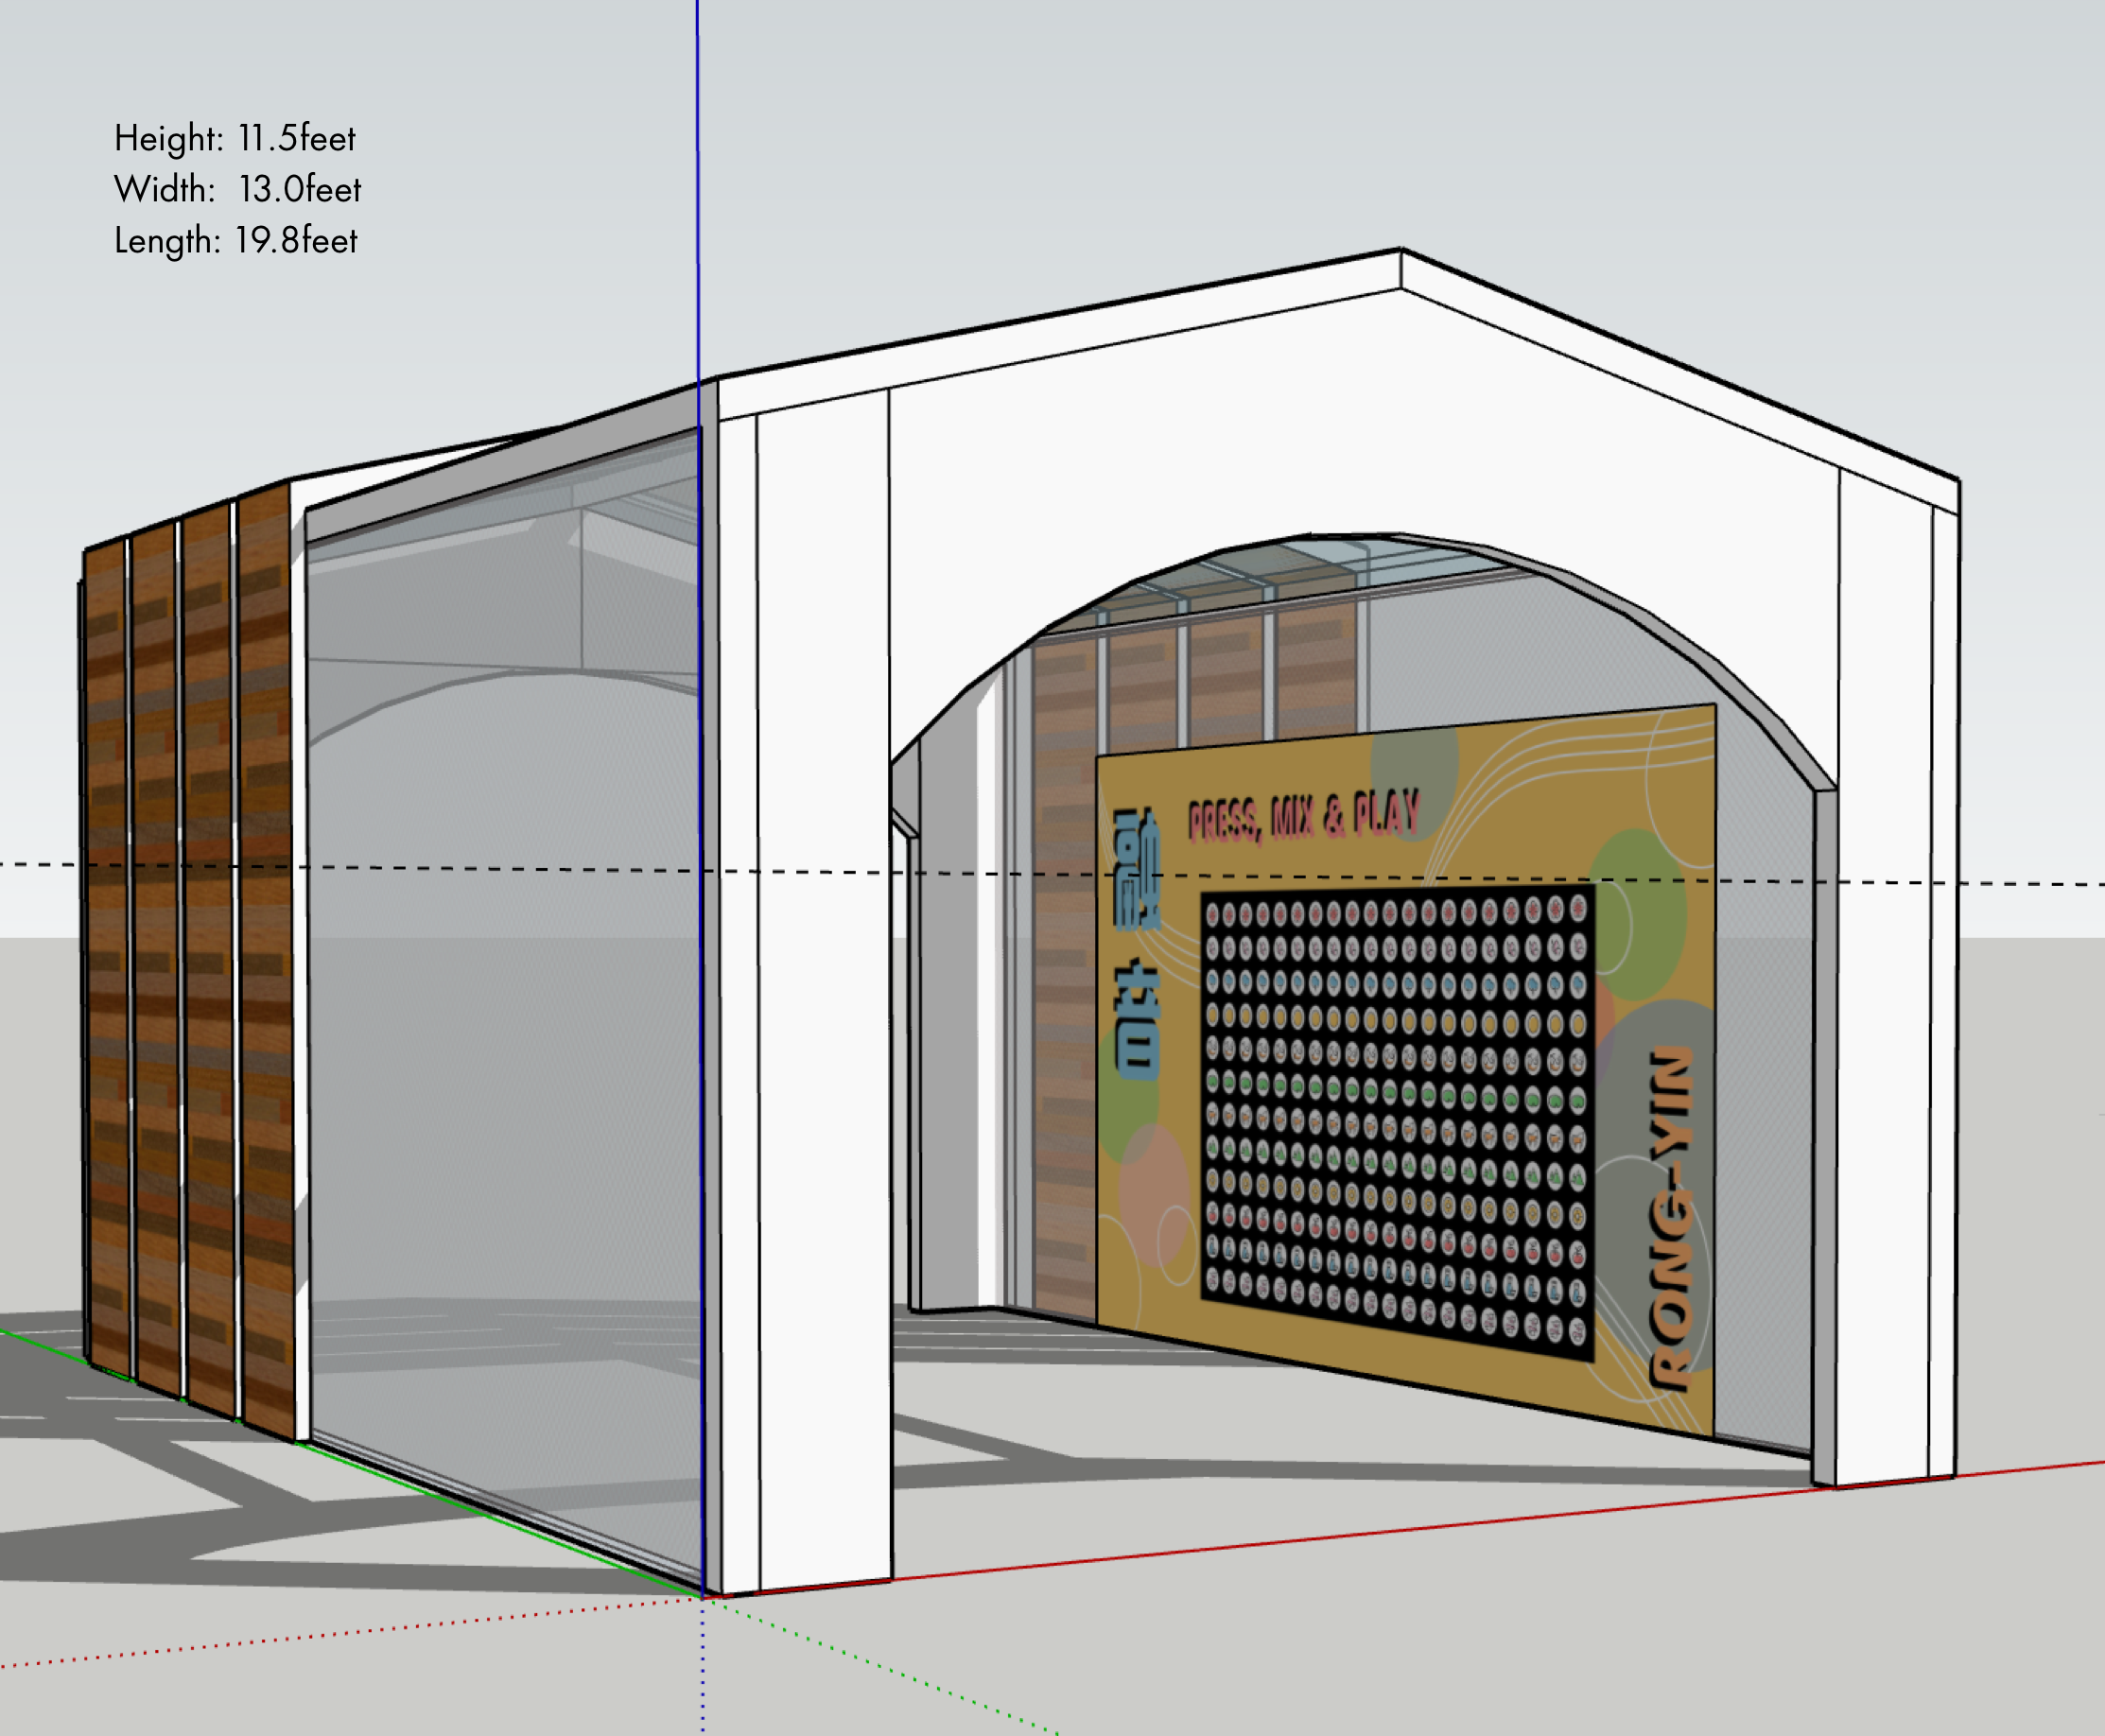 Height: 11.5feet
Width: 13.0feet
Length: 19.8feet
PRESS, MIX & PLAY
RONG-YIN